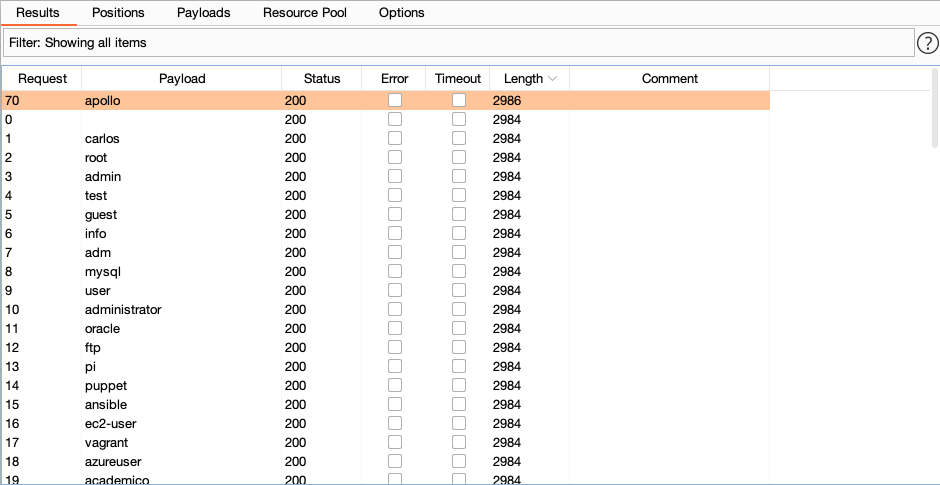 Results Positions Payloads Resource Pool Options
Filter: Showing all items ?
Request Payload Status Error Timeout Length Comment
70 apollo 200 2986
0 200 2984
1 carlos 200 2984
2 root 200 2984
3 admin 200 2984
4 test 200 2984
5 guest 200 2984
6 info 200 2984
7 adm 200 2984
8 mysql 200 2984
9 user 200 2984
10 administrator 200 2984
11 oracle 200 2984
12 ftp 200 2984
13 pi 200 2984
14 puppet 200 2984
15 ansible 200 2984
16 ec2-user 200 2984
17 vagrant 200 2984
18 azureuser 200 2984
19 academico 200 2984